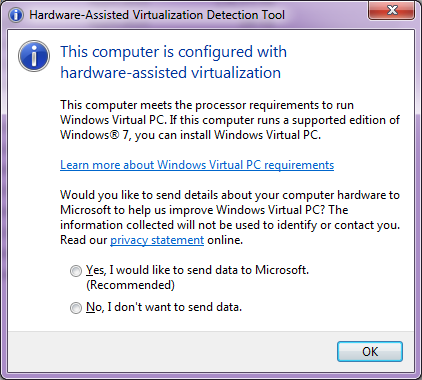 Hardware-Assisted Virtualization Detection Tool
This computer is configured with
hardware-assisted virtualization
This computer meets the processor requirements to run
Windows Virtual PC. If this computer runs a supported edition of
Windows® 7, you can install Windows Virtual PC.
Learn more about Windows Virtual PC requirements
Would you like to send details about your computer hardware to
Microsoft to help us improve Windows Virtual PC? The
information collected will not be used to identify or contact you.
Read our privacy statement online.
Yes, I would like to send data to Microsoft.
(Recommended)
No, I don't want to send data.
OK